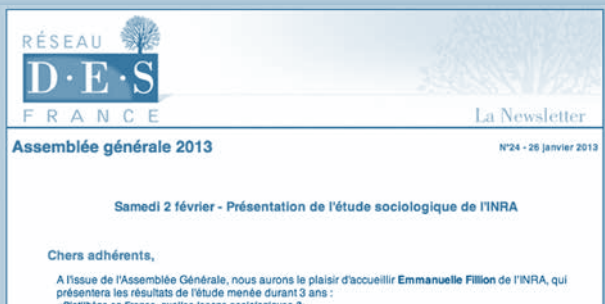 RÉSEAU
D·E·S
FRANCE
La Newsletter
Assemblée générale 2013
N°24 - 26 janvier 2013
Samedi 2 février - Présentation de l'étude sociologique de l'INRA
Chers adhérents,
A l'issue de l'Assemblée Générale, nous aurons le plaisir d'accueillir Emmanuelle Fillion de l'INRA, qui
présentera les résultats de l'étude menée durant 3 ans :